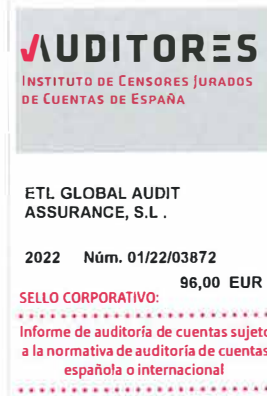 AUDITORES
INSTITUTO DE CENSORES JURADOS
DE CUENTAS DE ESPAÑA
ETL GLOBAL AUDIT
ASSURANCE, S.L .
2022 Núm. 01/22/03872
96,00 EUR
SELLO CORPORATIVO:
Informe de auditoría de cuentas sujeto
a la normativa de auditoría de cuentas
española o internacional